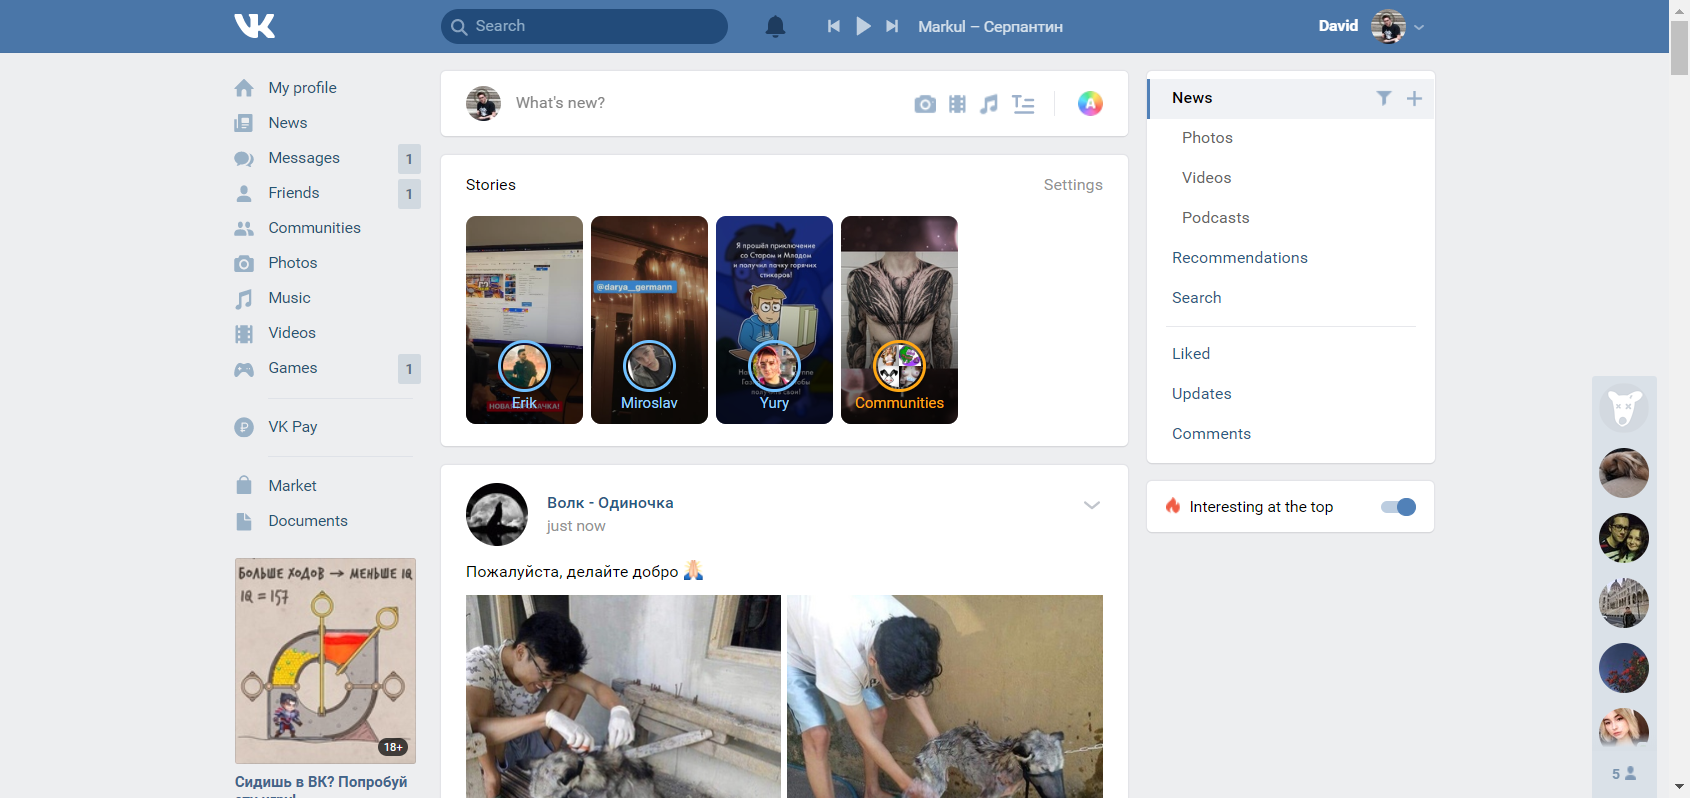 Search
Markul – Серпантин
David
My profile
News
Messages 1
Friends 1
Communities
Photos
Music
Videos
Games 1
VK Pay
Market
Documents
БОЛЬШЕ ХОДОВ → МЕНЬШЕ IQ
IQ = 157
18+
Сидишь в ВК? Попробуй
эту игру!
What's new?
A
Stories
Settings
Erik
@darya__germann
Miroslav
Я прошёл приключение
со Старом и Младом
и получил пачку горячих
стикеров!
Yury
Communities
Волк - Одиночка
just now
Пожалуйста, делайте добро
News
Photos
Videos
Podcasts
Recommendations
Search
Liked
Updates
Comments
Interesting at the top
5